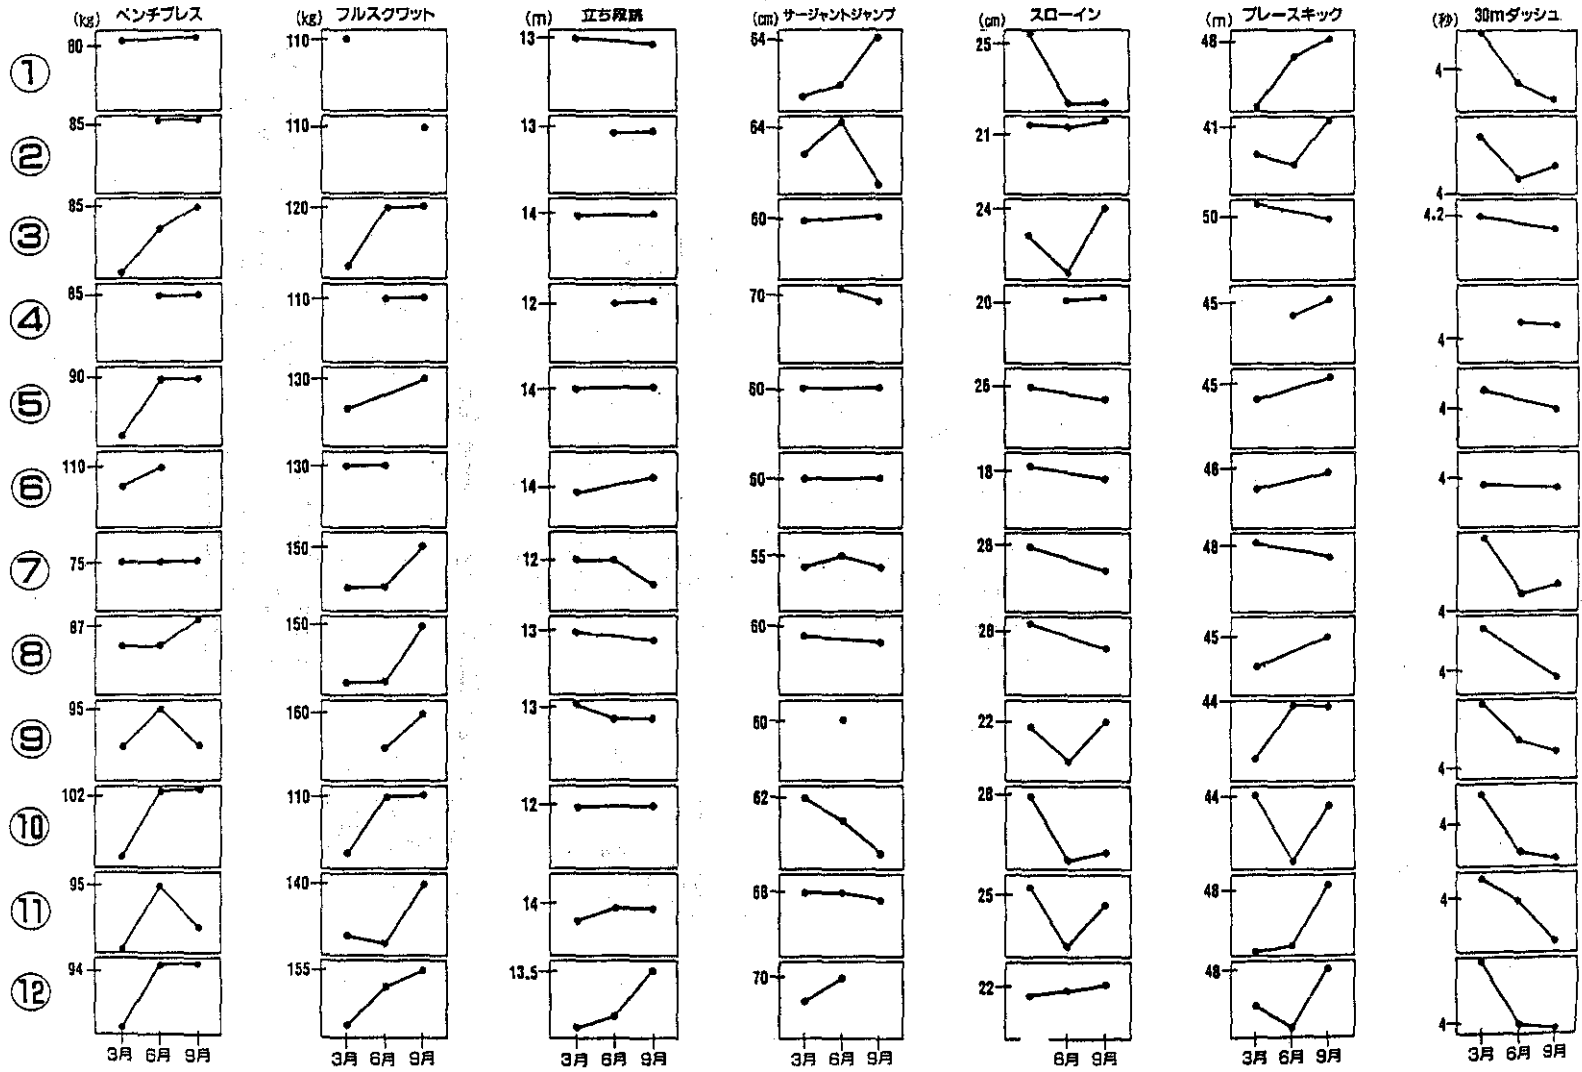 (kg) ベンチプレス (kg) フルスクワット (m) 立ち段跳 (cm) サージャントジャンプ (cm) スローイン (m) プレースキック (秒) 30mダッシュ
① 80 110 13 64 25 48 4
② 85 110 13 64 21 41 4
③ 85 120 14 60 24 50 4.2
④ 85 110 12 70 20 45 4
⑤ 90 130 14 60 26 45 4
⑥ 110 130 14 60 18 46 4
⑦ 75 150 12 55 28 48 4
⑧ 87 150 13 60 28 45 4
⑨ 95 160 13 60 22 44 4
⑩ 102 110 12 62 28 44 4
⑪ 95 140 14 68 25 48 4
⑫ 94 155 13.5 70 22 48 4
3月 6月 9月 3月 6月 9月 3月 6月 9月 3月 6月 9月 6月 9月 3月 6月 9月 3月 6月 9月